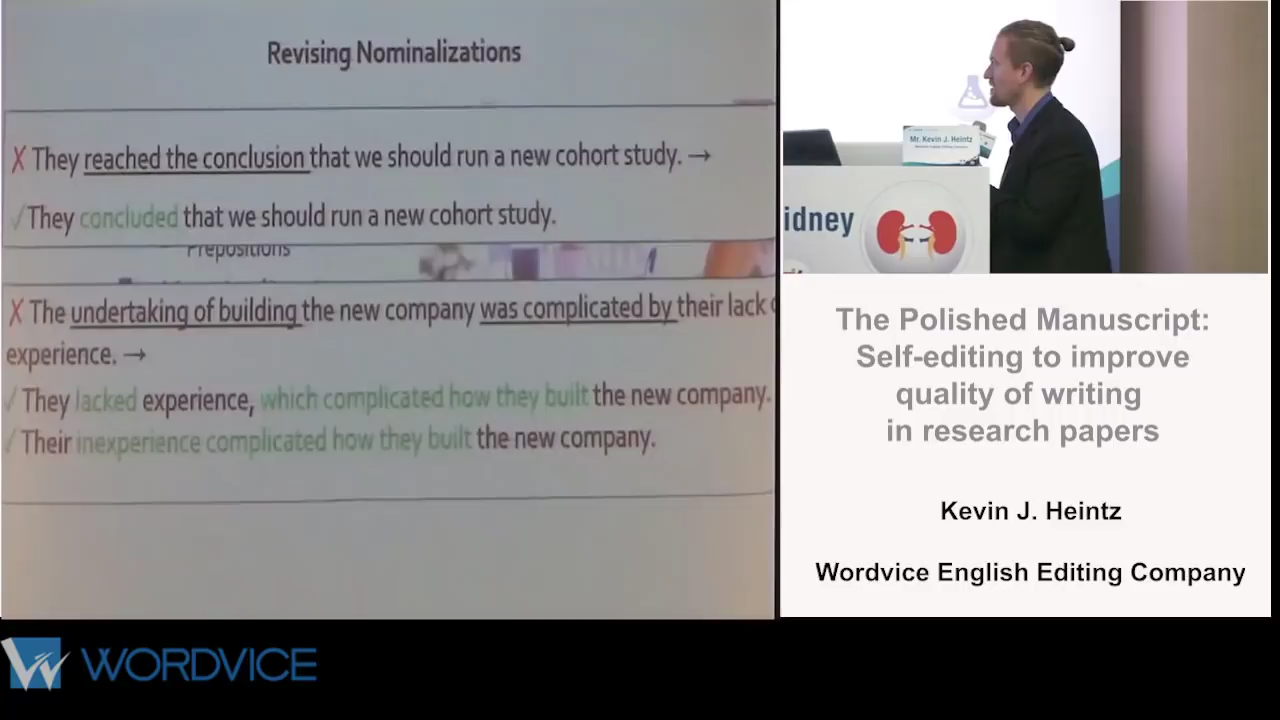 Revising Nominalizations
X They reached the conclusion that we should run a new cohort study. →
✓They concluded that we should run a new cohort study.
Prepositions
X The undertaking of building the new company was complicated by their lack
experience. →
✓ They lacked experience, which complicated how they built the new company.
✓ Their inexperience complicated how they built the new company.
Mr. Kevin J. Heintz
idney
The Polished Manuscript:
Self-editing to improve
quality of writing
in research papers
Kevin J. Heintz
Wordvice English Editing Company
WORDVICE